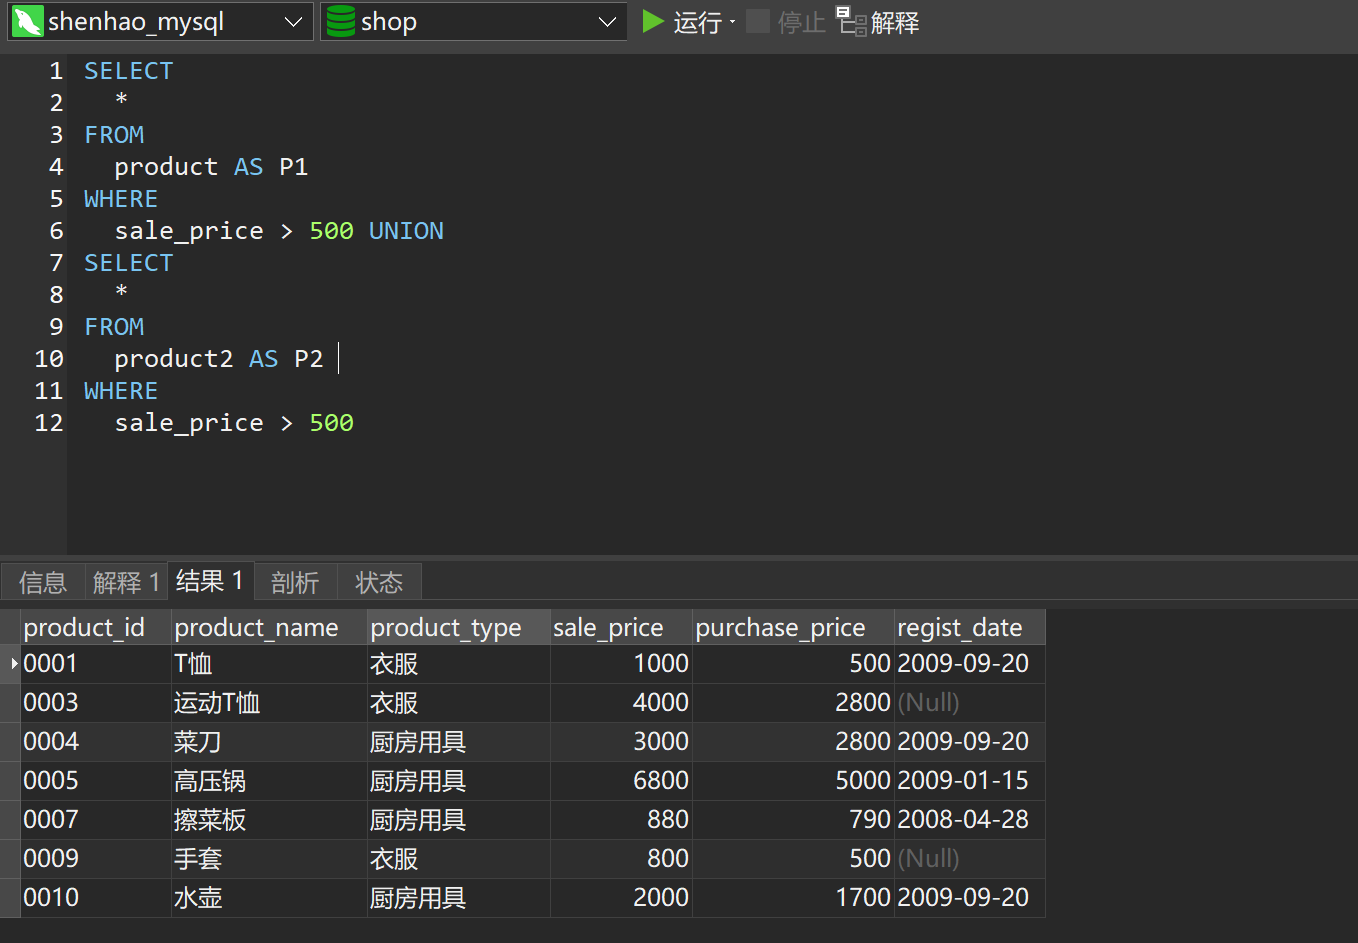 shenhao_mysql shop 运行 停止 解释
1 SELECT
2 *
3 FROM
4 product AS P1
5 WHERE
6 sale_price > 500 UNION
7 SELECT
8 *
9 FROM
10 product2 AS P2
11 WHERE
12 sale_price > 500
信息 解释 1 结果 1 剖析 状态
product_id product_name product_type sale_price purchase_price regist_date
0001 T恤 衣服 1000 500 2009-09-20
0003 运动T恤 衣服 4000 2800 (Null)
0004 菜刀 厨房用具 3000 2800 2009-09-20
0005 高压锅 厨房用具 6800 5000 2009-01-15
0007 擦菜板 厨房用具 880 790 2008-04-28
0009 手套 衣服 800 500 (Null)
0010 水壶 厨房用具 2000 1700 2009-09-20